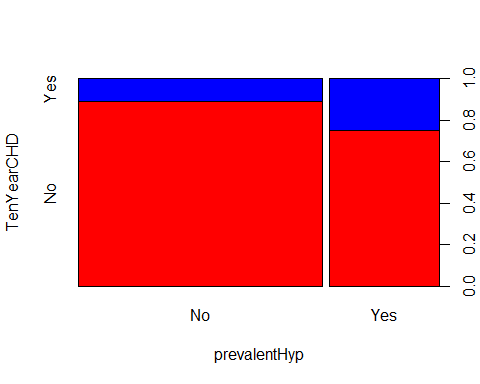 TenYearCHD
Yes
No
1.0
0.8
0.6
0.4
0.2
0.0
No
Yes
prevalentHyp